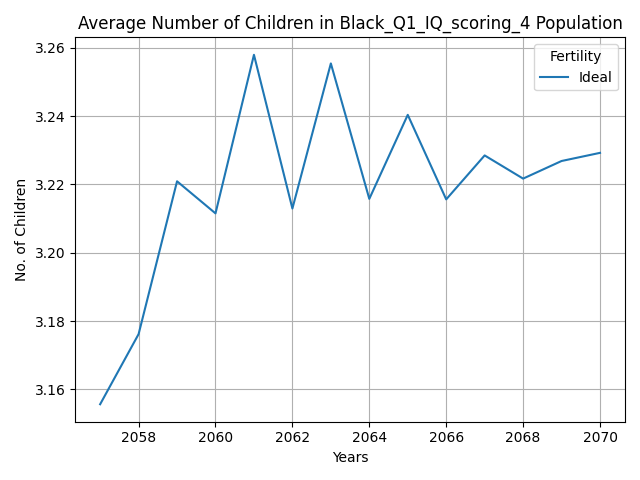 Average Number of Children in Black_Q1_IQ_scoring_4 Population
Fertility
Ideal
No. of Children
3.26
3.24
3.22
3.20
3.18
3.16
2058 2060 2062 2064 2066 2068 2070
Years